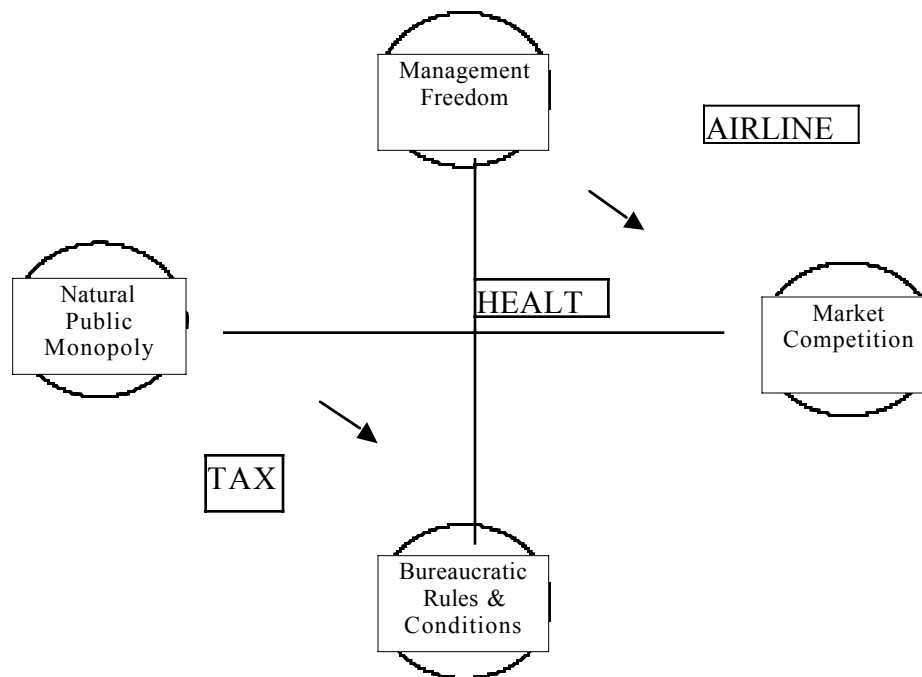 Management
Freedom
AIRLINE
HEALT
Natural
Public
Monopoly
Market
Competition
TAX
Bureaucratic
Rules &
Conditions